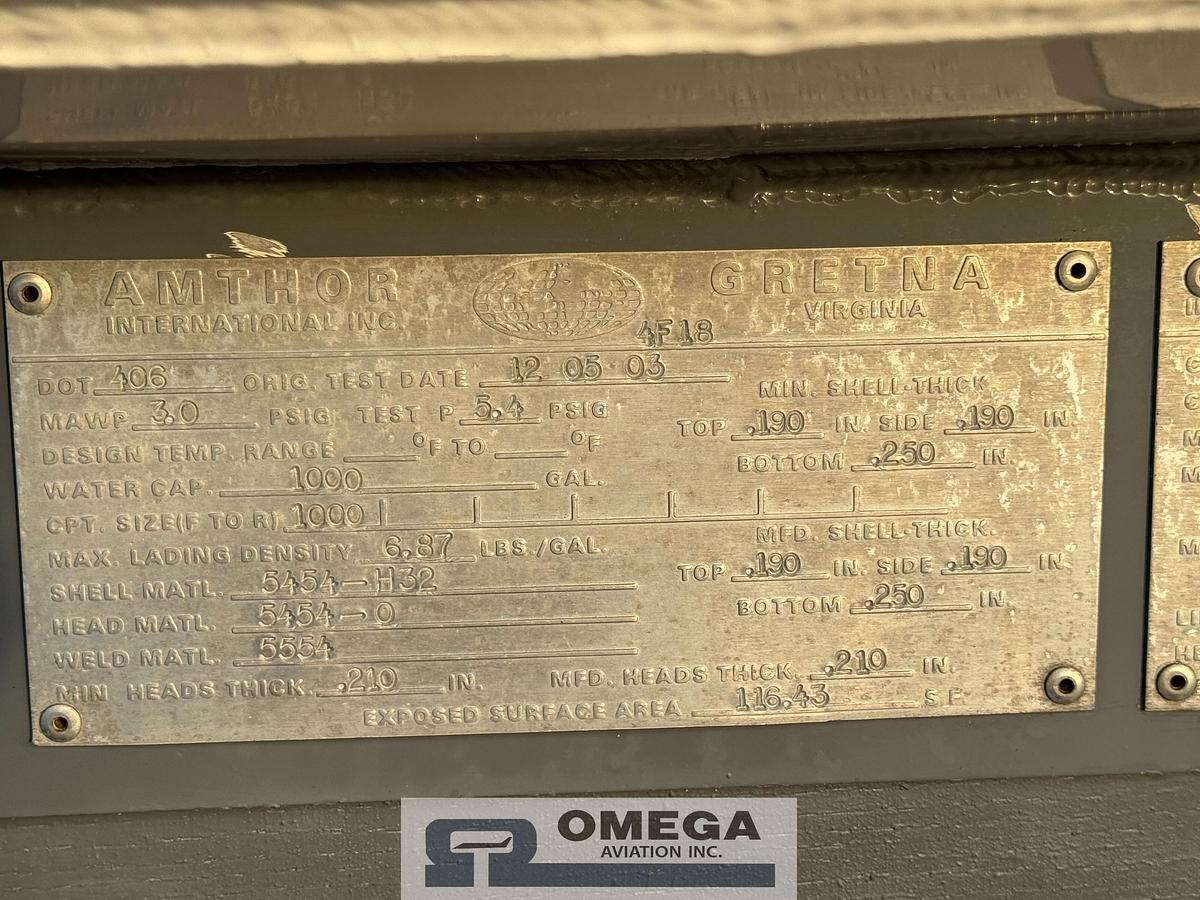 AMTHOR GRETNA
INTERNATIONAL INC. VIRGINIA
4F18
DOT 406 ORIG. TEST DATE 12 05 03
MIN. SHELL-THICK
MAWP 3.0 PSIG TEST P 5.4 PSIG
TOP .190 IN. SIDE .190 IN.
DESIGN TEMP. RANGE °F TO °F
BOTTOM .250 IN.
WATER CAP. 1000 GAL.
CPT. SIZE(F TO R) 1000
MFD. SHELL-THICK.
MAX. LADING DENSITY 6.87 LBS./GAL.
TOP .190 IN. SIDE .190 IN.
SHELL MATL. 5454-H32
BOTTOM .250 IN.
HEAD MATL. 5454-O
WELD MATL. 5554
MIN HEADS THICK. .210 IN. MFD. HEADS THICK. .210 IN.
EXPOSED SURFACE AREA 116.43 SF
OMEGA
AVIATION INC.